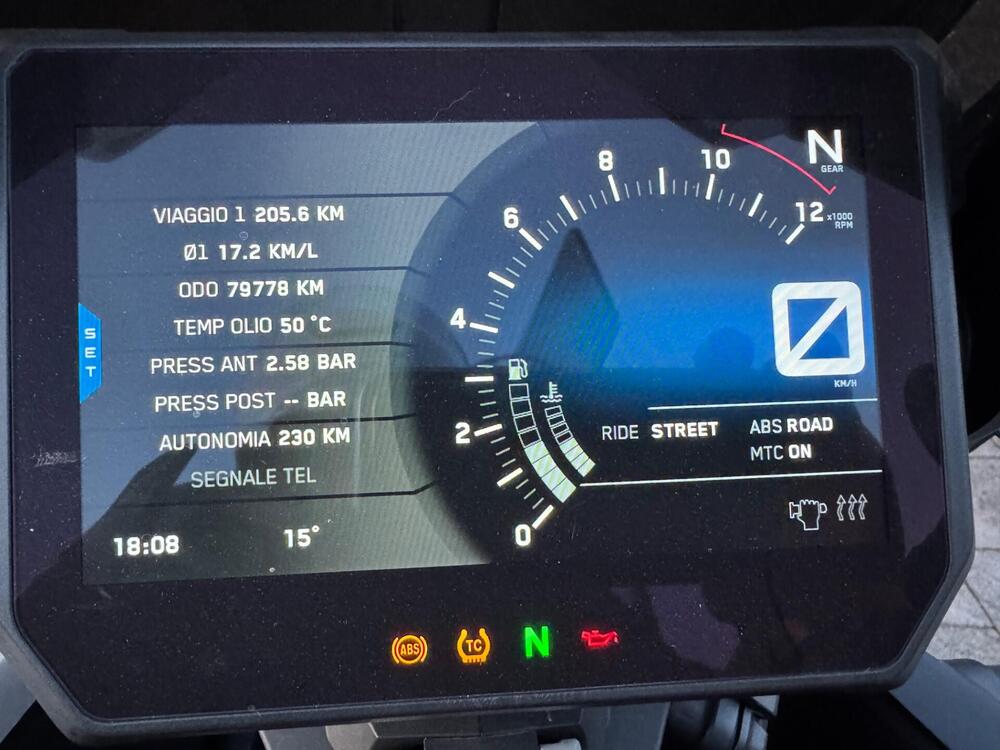 VIAGGIO 1 205.6 KM
Ø1 17.2 KM/L
ODO 79778 KM
TEMP OLIO 50 °C
PRESS ANT 2.58 BAR
PRESS POST -- BAR
AUTONOMIA 230 KM
SEGNALE TEL
18:08 15°
SET
0
2
4
6
8
10
12
x1000
RPM
N
GEAR
0
KM/H
RIDE STREET
ABS ROAD
MTC ON
ABS TC N